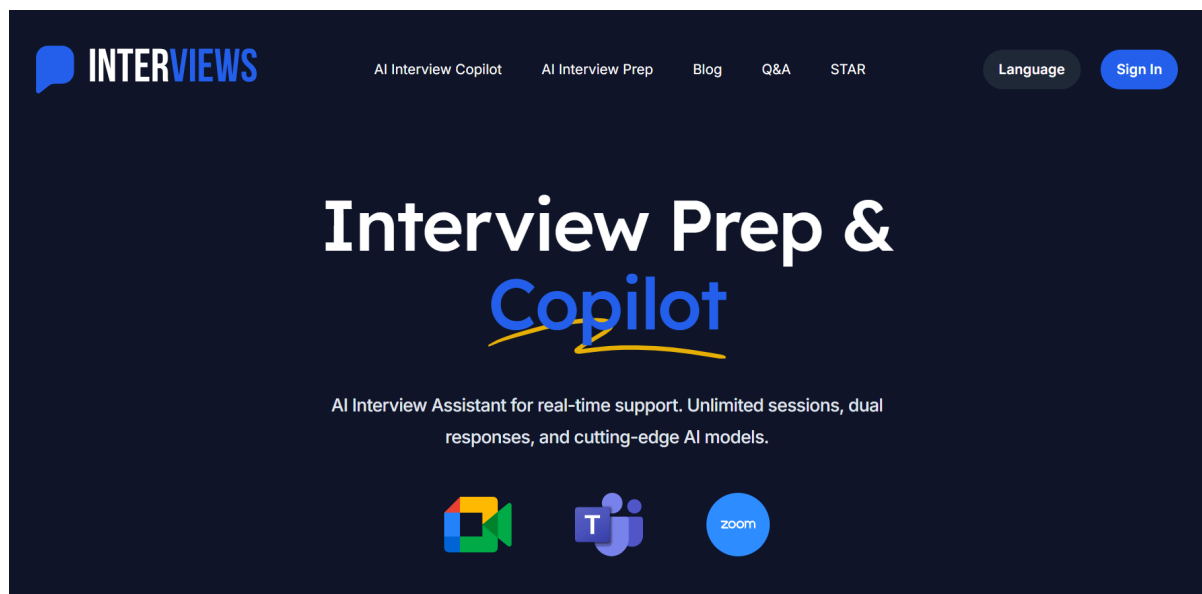 INTERVIEWS
AI Interview Copilot
AI Interview Prep
Blog
Q&A
STAR
Language
Sign In
Interview Prep &
Copilot
AI Interview Assistant for real-time support. Unlimited sessions, dual
responses, and cutting-edge AI models.
T
zoom